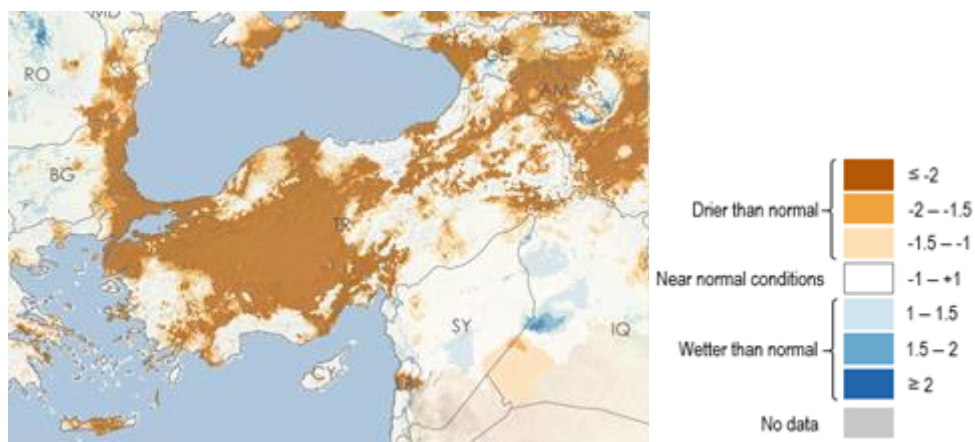 MD
RO
GE
AZ
AM
BG
TR
SY
IQ
CY
LB
Drier than normal
≤ -2
-2 – -1.5
-1.5 – -1
Near normal conditions
-1 – +1
Wetter than normal
1 – 1.5
1.5 – 2
≥ 2
No data